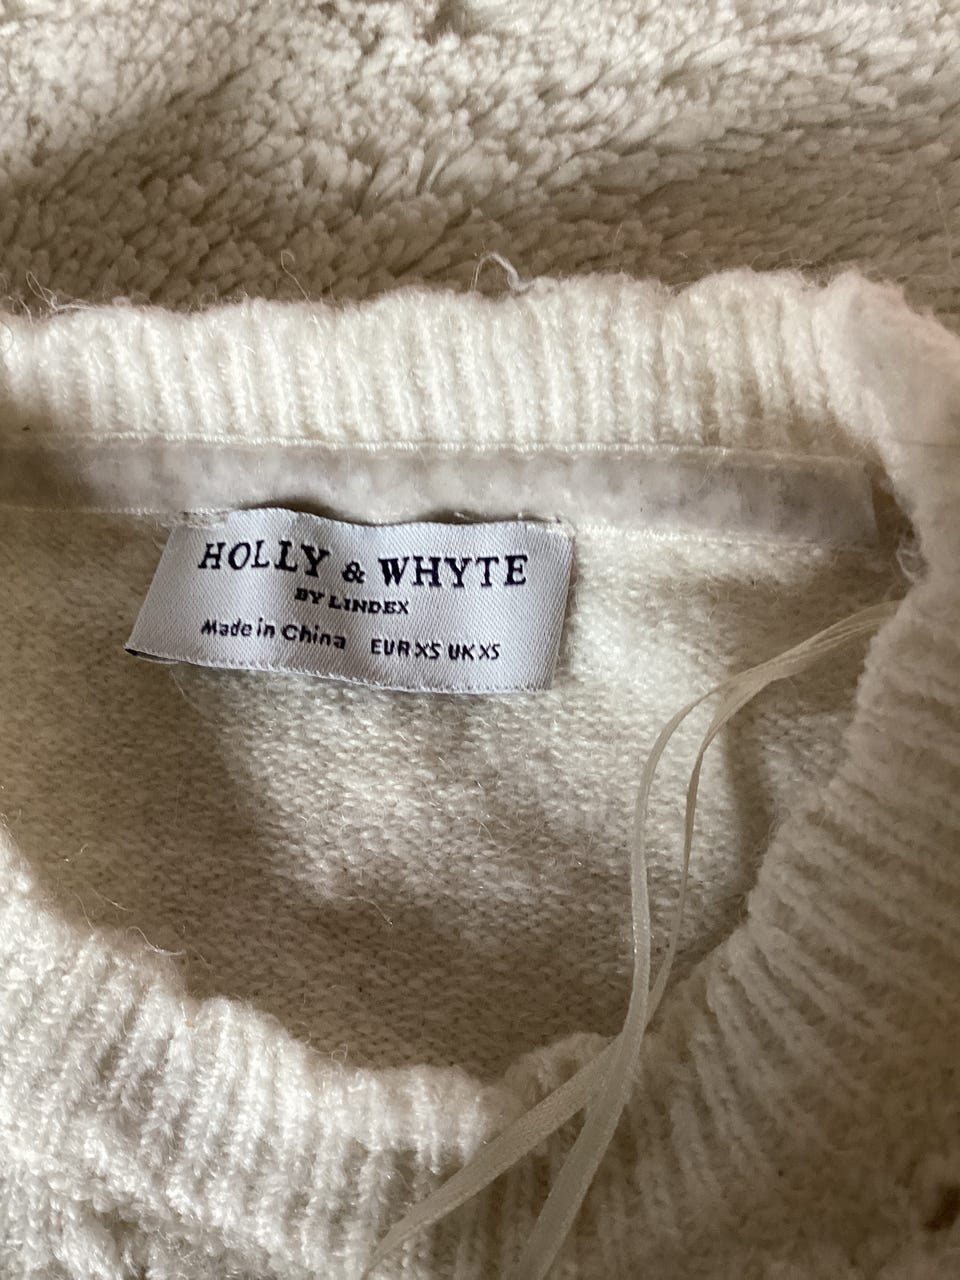 HOLLY & WHYTE
BY LINDEX
Made in China EUR XS UK XS